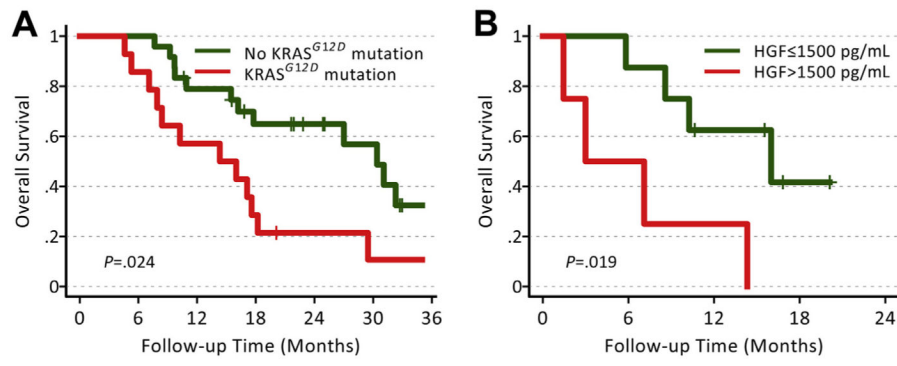 A
Overall Survival
1
.8
.6
.4
.2
0
No KRAS^G12D mutation
KRAS^G12D mutation
P=.024
0 6 12 18 24 30 36
Follow-up Time (Months)
B
Overall Survival
1
.8
.6
.4
.2
0
HGF≤1500 pg/mL
HGF>1500 pg/mL
P=.019
0 6 12 18 24
Follow-up Time (Months)